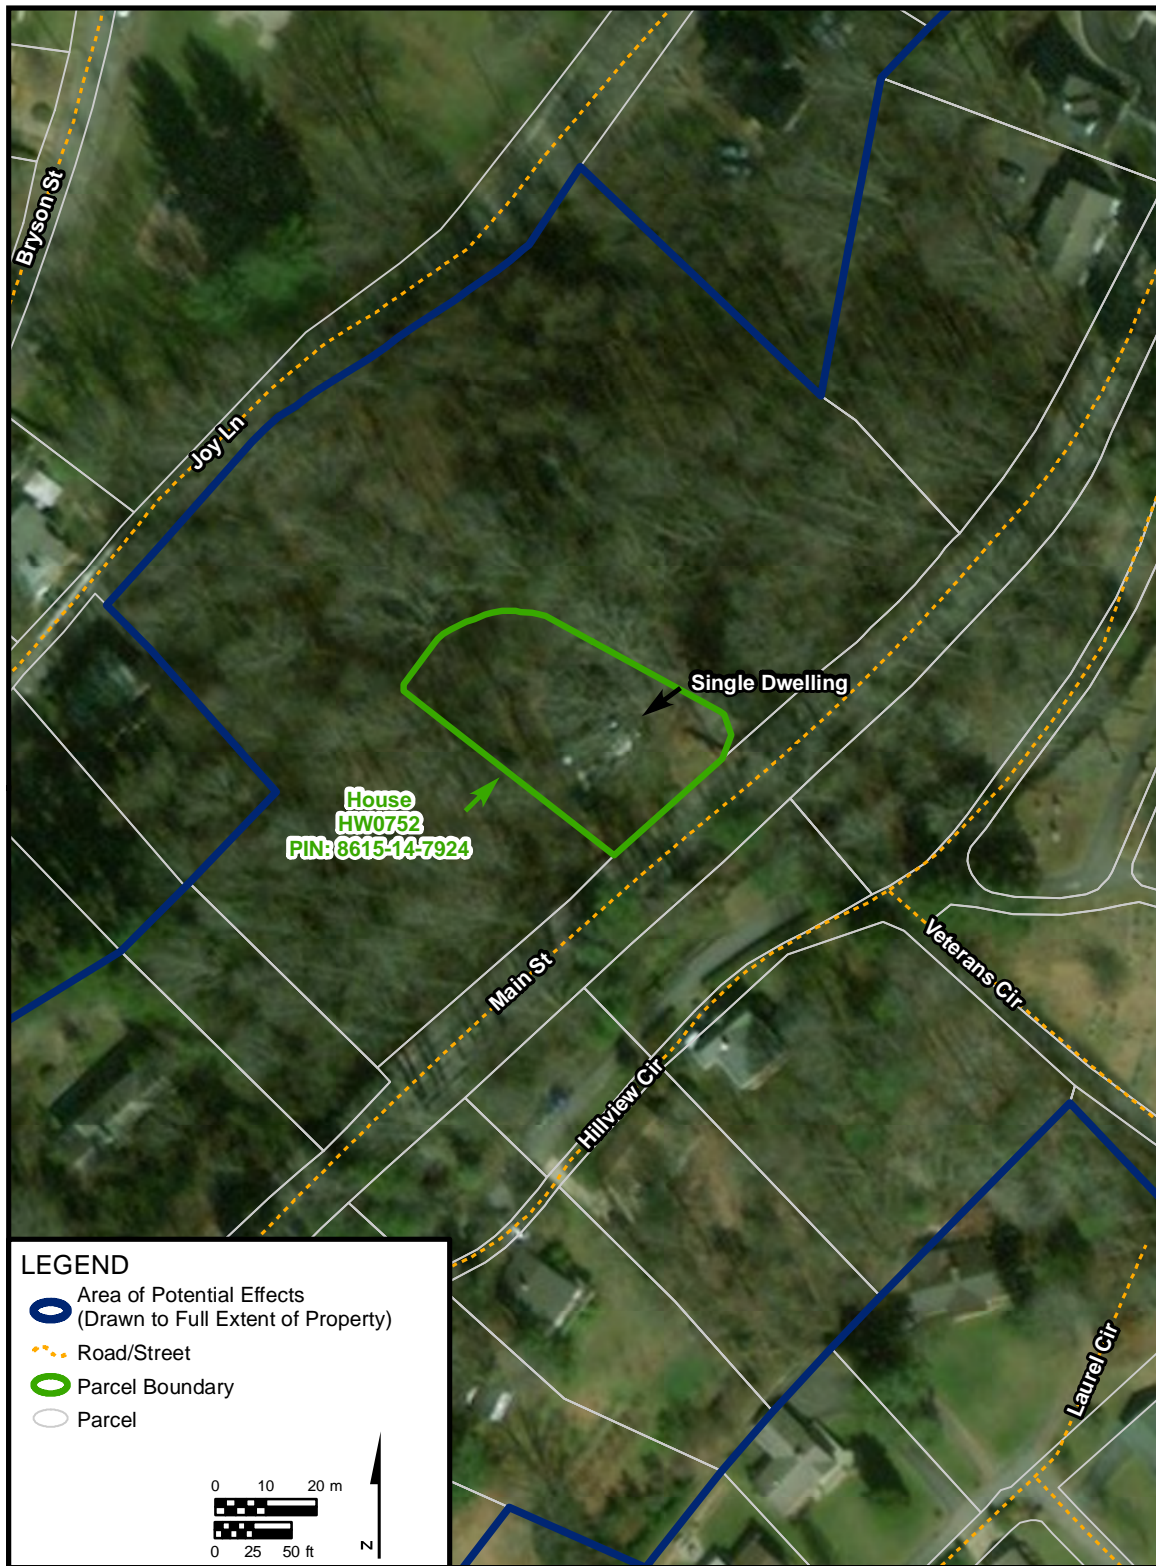 Bryson St
Joy Ln
Single Dwelling
House
HW0752
PIN: 8615-14-7924
Main St
Veterans Cir
Hillview Cir
Laurel Cir
LEGEND
Area of Potential Effects
(Drawn to Full Extent of Property)
Road/Street
Parcel Boundary
Parcel
0 10 20 m
0 25 50 ft
N